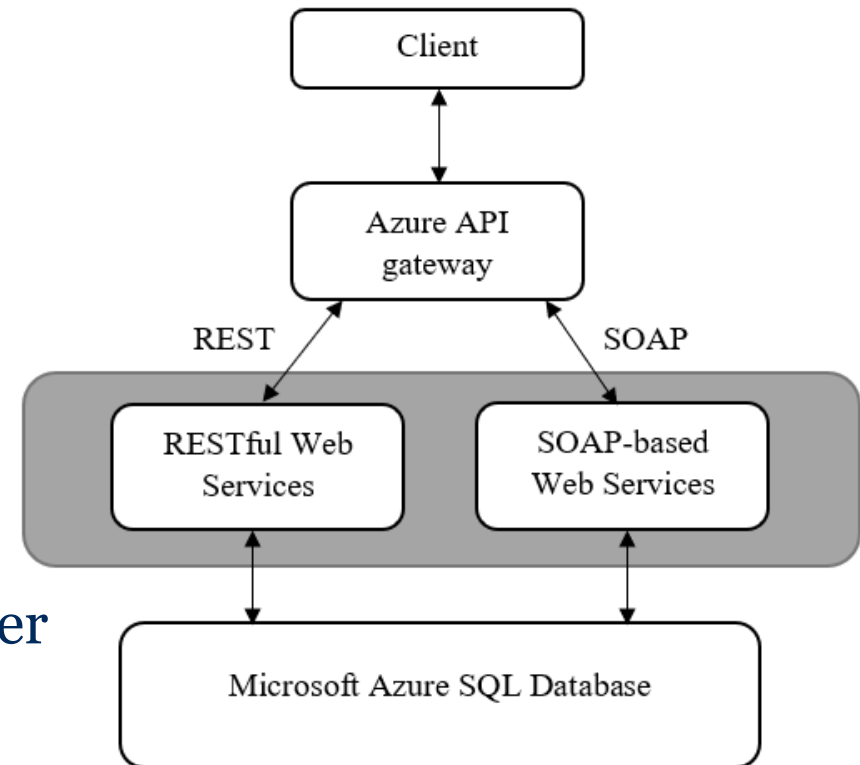 Client
Azure API
gateway
REST
SOAP
RESTful Web
Services
SOAP-based
Web Services
er
Microsoft Azure SQL Database